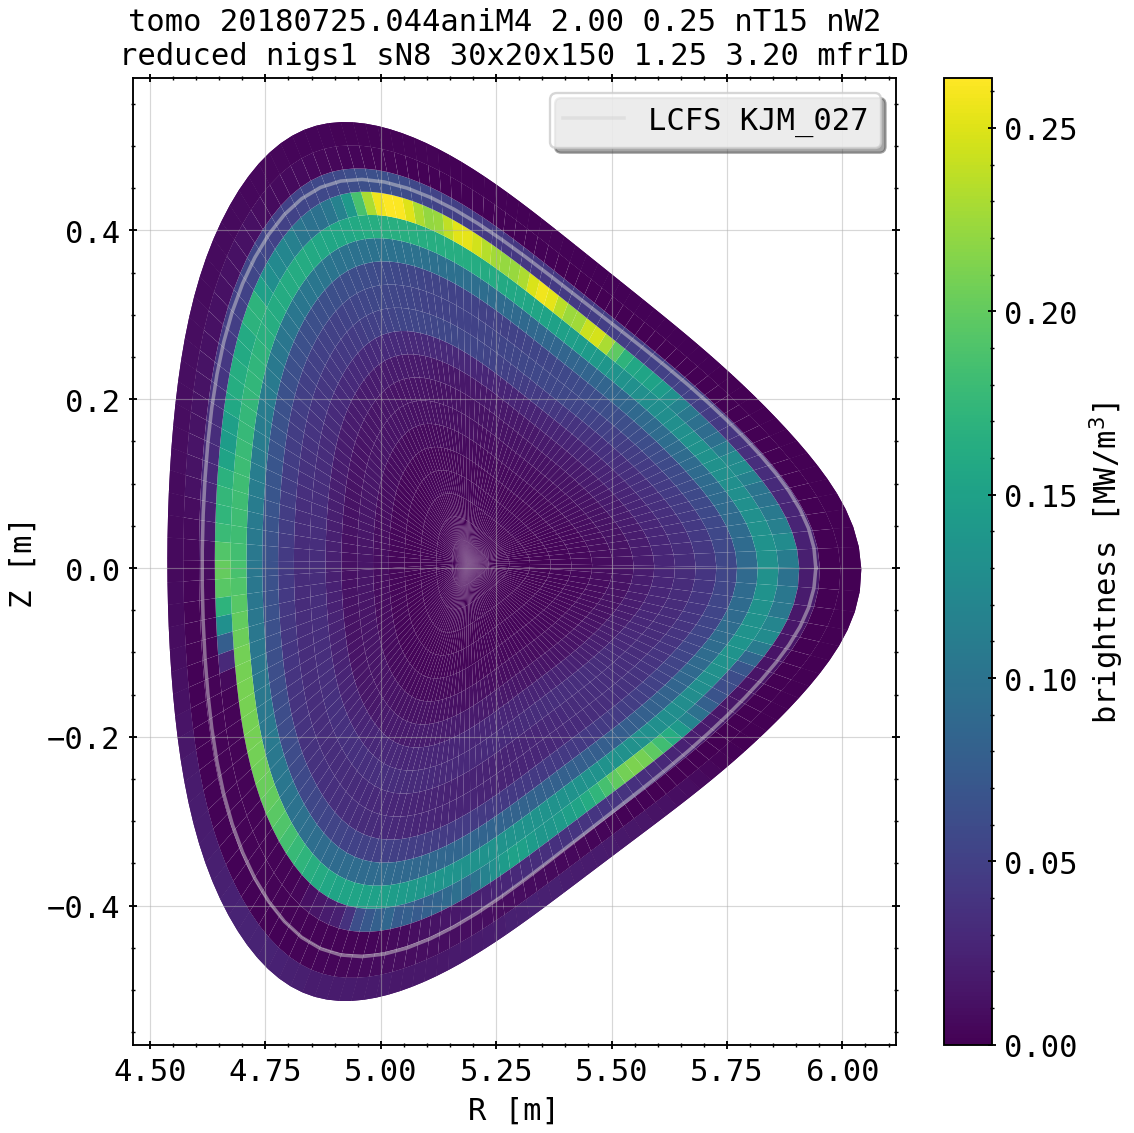 tomo 20180725.044aniM4 2.00 0.25 nT15 nW2
reduced nigs1 sN8 30x20x150 1.25 3.20 mfr1D
LCFS KJM_027
0.4
0.2
0.0
−0.2
−0.4
Z [m]
4.50 4.75 5.00 5.25 5.50 5.75 6.00
R [m]
0.25
0.20
0.15
0.10
0.05
0.00
brightness [MW/m³]